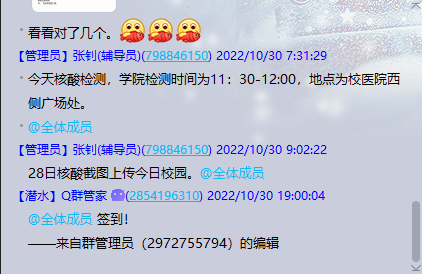 看看对了几个。
【管理员】张钊(辅导员)(798846150) 2022/10/30 7:31:29
今天核酸检测，学院检测时间为11：30-12:00，地点为校医院西
侧广场处。
@全体成员
【管理员】张钊(辅导员)(798846150) 2022/10/30 9:02:22
28日核酸截图上传今日校园。@全体成员
【潜水】Q群管家 (2854196310) 2022/10/30 19:00:04
@全体成员 签到！
——来自群管理员（2972755794）的编辑